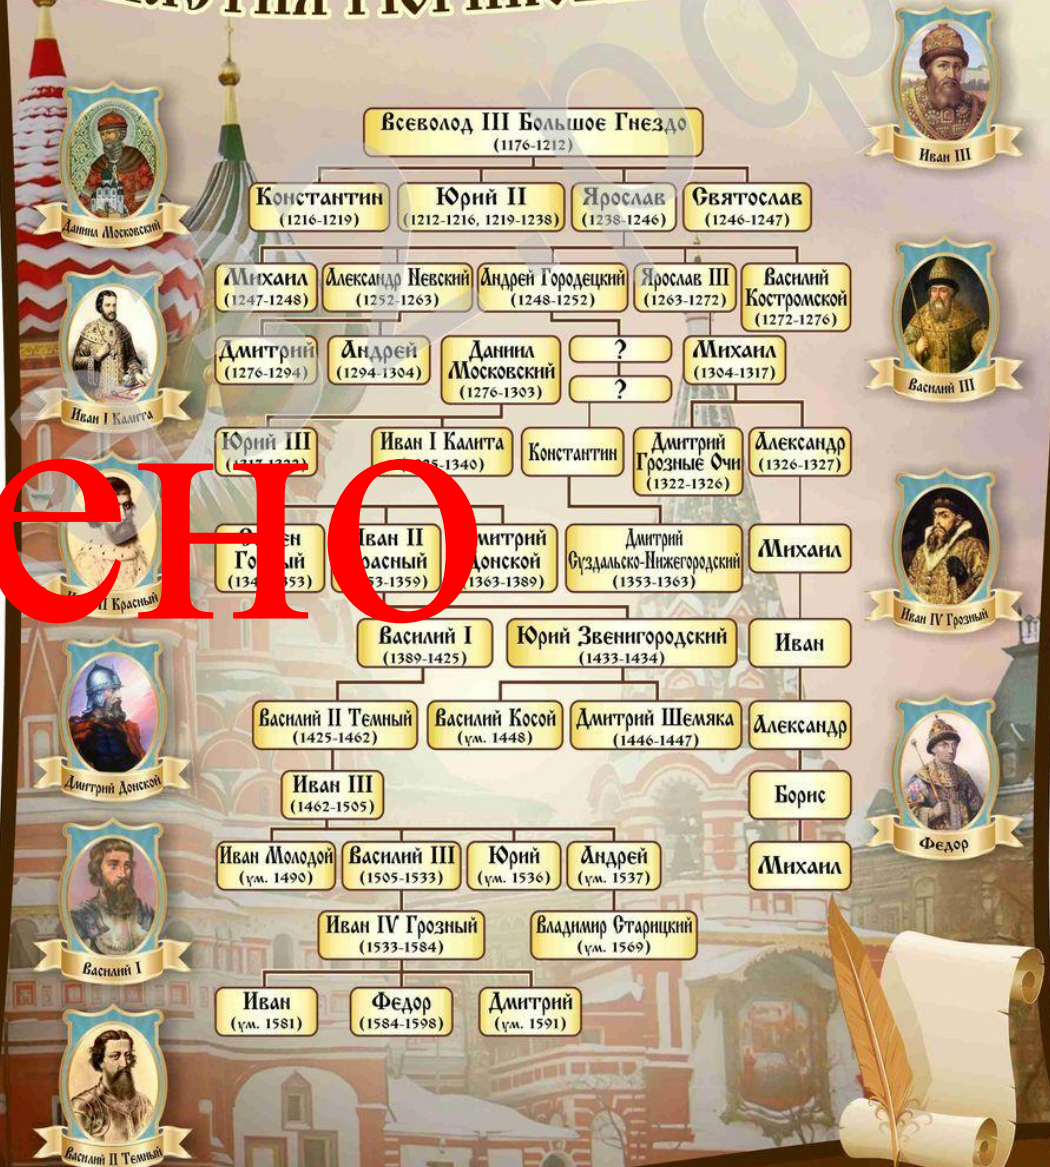 Всеволод III Большое Гнездо
(1176-1212)
Константин
(1216-1219)
Юрий II
(1212-1216, 1219-1238)
Ярослав
(1238-1246)
Святослав
(1246-1247)
Михаил
(1247-1248)
Александр Невский
(1252-1263)
Андрей Городецкий
(1248-1252)
Ярослав III
(1263-1272)
Василий
Костромской
(1272-1276)
Дмитрий
(1276-1294)
Андрей
(1294-1304)
Даниил
Московский
(1276-1303)
?
?
Михаил
(1304-1317)
Юрий III
Иван I Калита
Константин
Дмитрий
Грозные Очи
(1322-1326)
Александр
(1326-1327)
ено
Иван II
Дмитрий
Суздальско-Нижегородский
(1353-1363)
Михаил
Василий I
(1389-1425)
Юрий Звенигородский
(1433-1434)
Иван
Василий II Темный
(1425-1462)
Василий Косой
(ум. 1448)
Дмитрий Шемяка
(1446-1447)
Александр
Иван III
(1462-1505)
Борис
Иван Молодой
(ум. 1490)
Василий III
(1505-1533)
Юрий
(ум. 1536)
Андрей
(ум. 1537)
Михаил
Иван IV Грозный
(1533-1584)
Владимир Старицкий
(ум. 1569)
Иван
(ум. 1581)
Федор
(1584-1598)
Дмитрий
(ум. 1591)
Даниил Московский
Иван I Калита
II Красный
Дмитрий Донской
Василий I
Василий II Темный
Иван III
Василий III
Иван IV Грозный
Федор